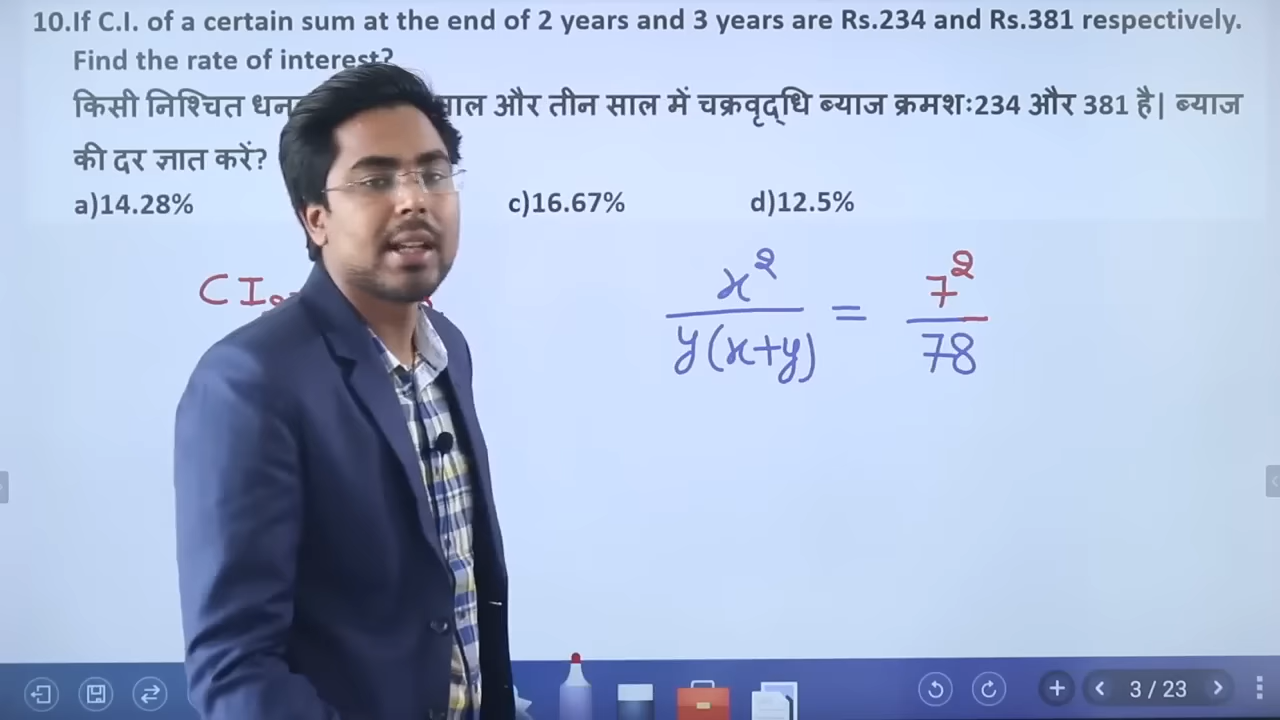 10.If C.I. of a certain sum at the end of 2 years and 3 years are Rs.234 and Rs.381 respectively.
Find the rate of interest?
किसी निश्चित साल और तीन साल में चक्रवृद्धि ब्याज क्रमशः234 और 381 है| ब्याज
की दर ज्ञात करें?
a)14.28% c)16.67% d)12.5%
CI
x² / y(x+y) = 7² / 78
3 / 23